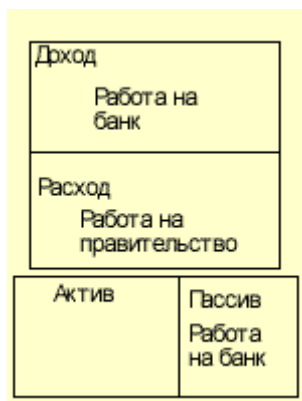 Доход
Работа на
банк
Расход
Работа на
правительство
Актив
Пассив
Работа
на банк